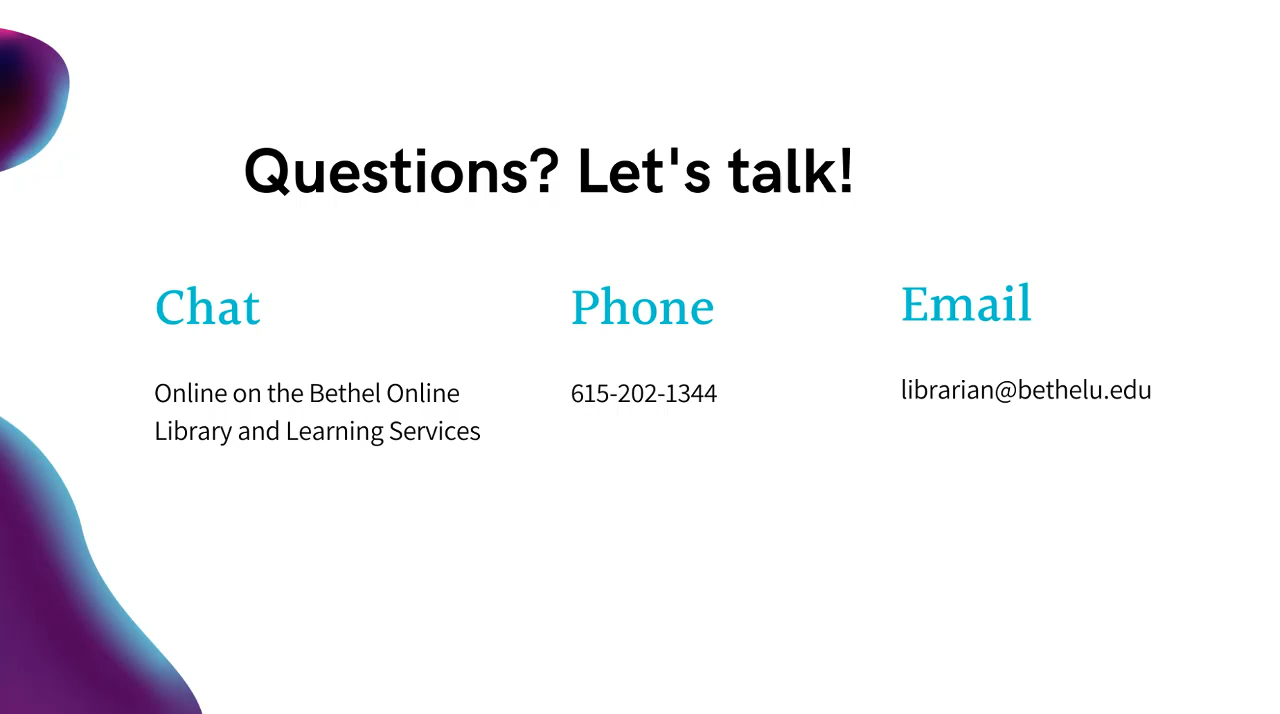 Questions? Let's talk!
Chat
Online on the Bethel Online
Library and Learning Services
Phone
615-202-1344
Email
librarian@bethelu.edu